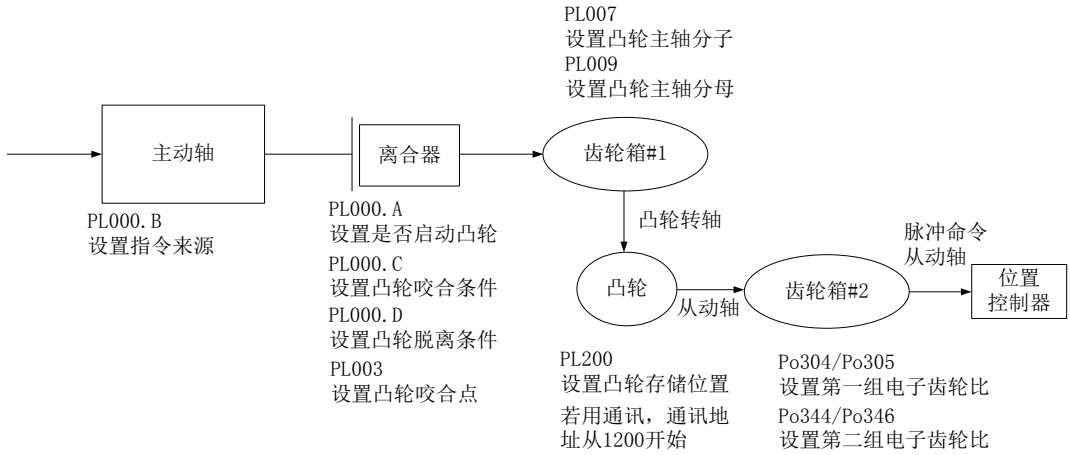 PL007
设置凸轮主轴分子
PL009
设置凸轮主轴分母
主动轴
离合器
齿轮箱#1
PL000.B
设置指令来源
PL000.A
设置是否启动凸轮
PL000.C
设置凸轮咬合条件
PL000.D
设置凸轮脱离条件
PL003
设置凸轮咬合点
凸轮转轴
凸轮
从动轴
齿轮箱#2
脉冲命令
从动轴
位置
控制器
PL200
设置凸轮存储位置
若用通讯，通讯地
址从1200开始
Po304/Po305
设置第一组电子齿轮比
Po344/Po346
设置第二组电子齿轮比